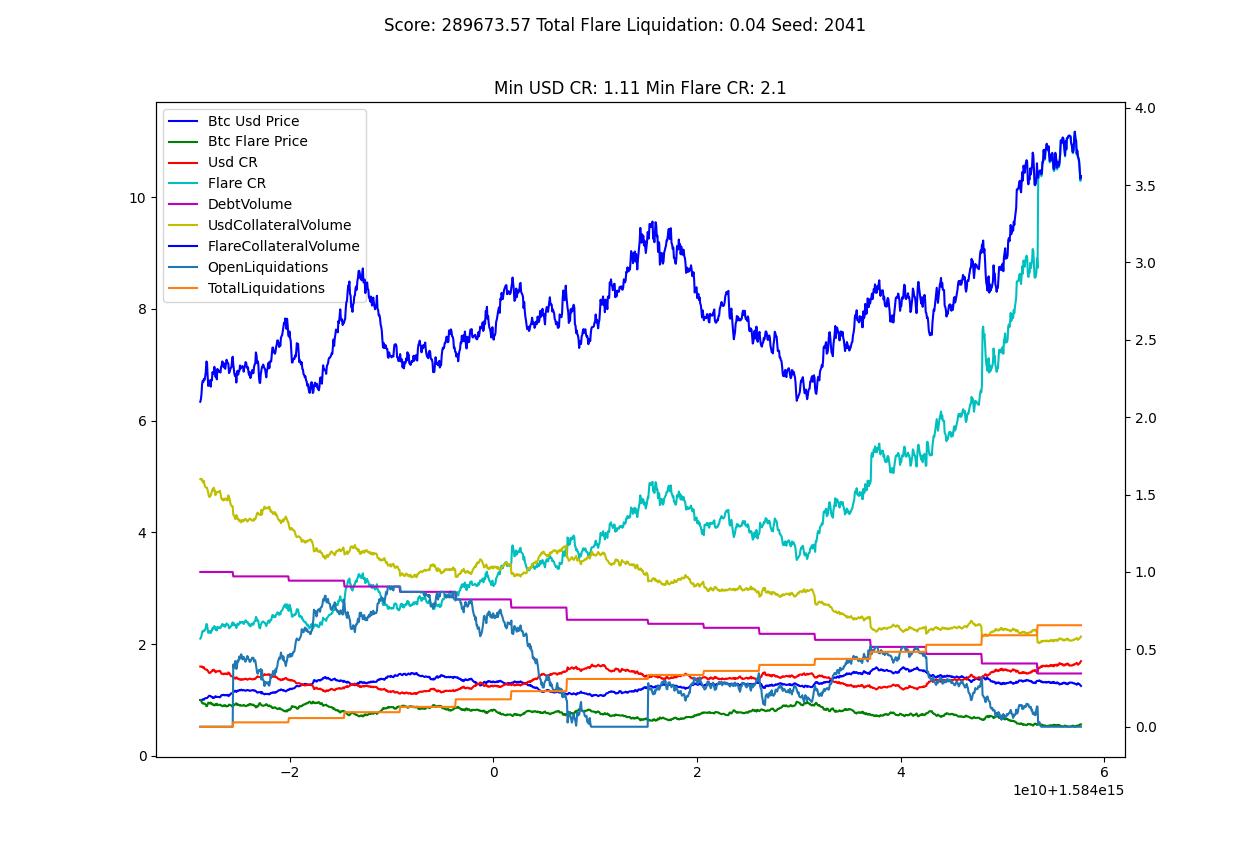 Score: 289673.57 Total Flare Liquidation: 0.04 Seed: 2041
Min USD CR: 1.11 Min Flare CR: 2.1
Btc Usd Price
Btc Flare Price
Usd CR
Flare CR
DebtVolume
UsdCollateralVolume
FlareCollateralVolume
OpenLiquidations
TotalLiquidations
10
8
6
4
2
0
4.0
3.5
3.0
2.5
2.0
1.5
1.0
0.5
0.0
−2
0
2
4
6
1e10+1.584e15